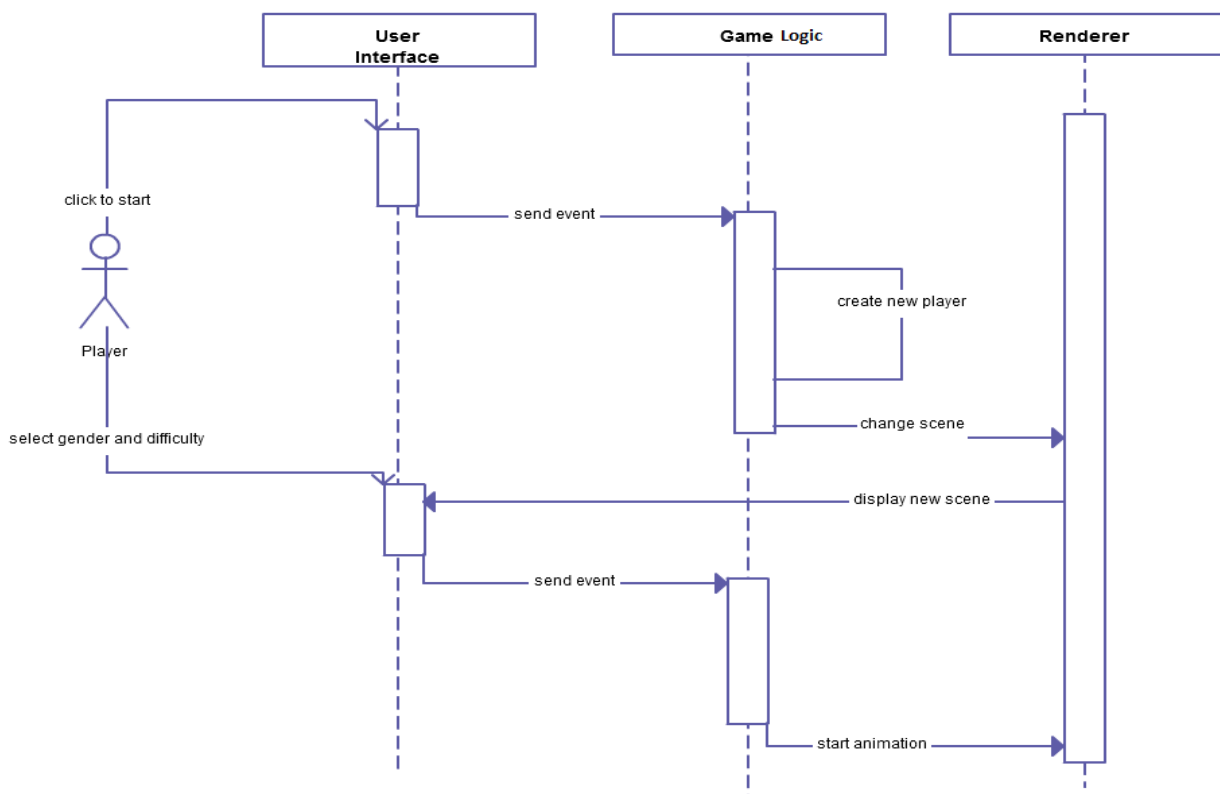 User
Interface
Game Logic
Renderer
click to start
send event
create new player
Player
change scene
select gender and difficulty
display new scene
send event
start animation